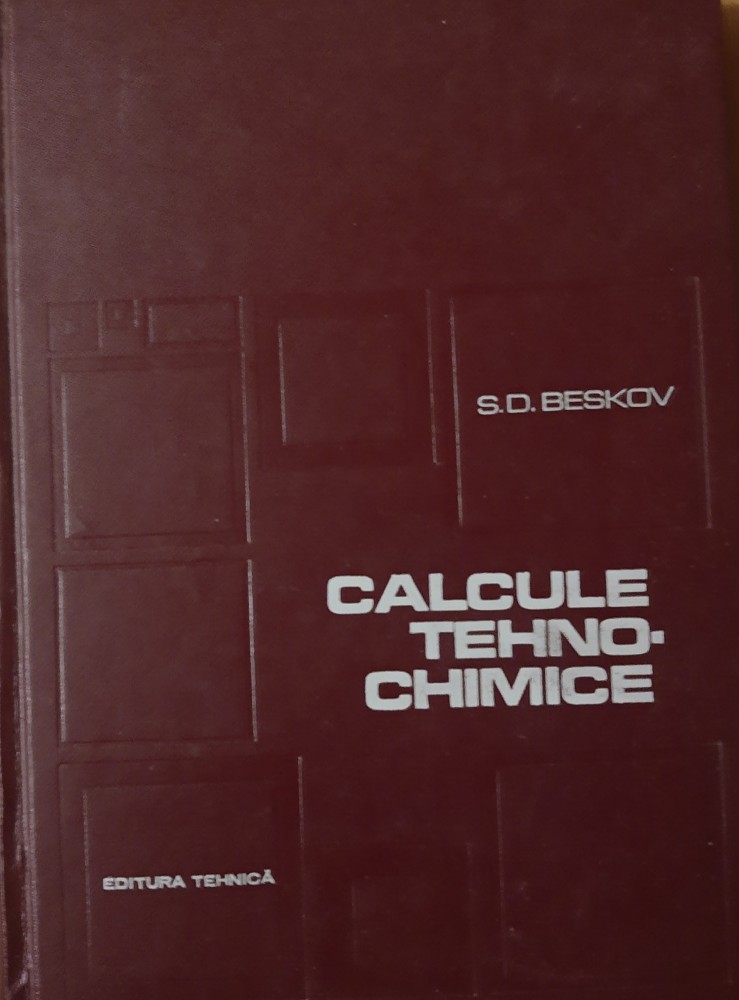 S.D. BESKOV
CALCULE
TEHNO-
CHIMICE
EDITURA TEHNICĂ